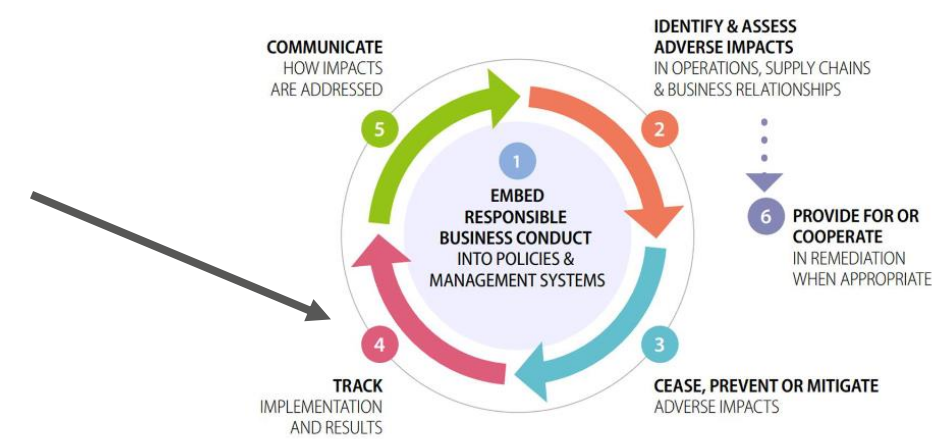 1
EMBED
RESPONSIBLE
BUSINESS CONDUCT
INTO POLICIES &
MANAGEMENT SYSTEMS
2
IDENTIFY & ASSESS
ADVERSE IMPACTS
IN OPERATIONS, SUPPLY CHAINS
& BUSINESS RELATIONSHIPS
3
CEASE, PREVENT OR MITIGATE
ADVERSE IMPACTS
4
TRACK
IMPLEMENTATION
AND RESULTS
5
COMMUNICATE
HOW IMPACTS
ARE ADDRESSED
6
PROVIDE FOR OR
COOPERATE
IN REMEDIATION
WHEN APPROPRIATE